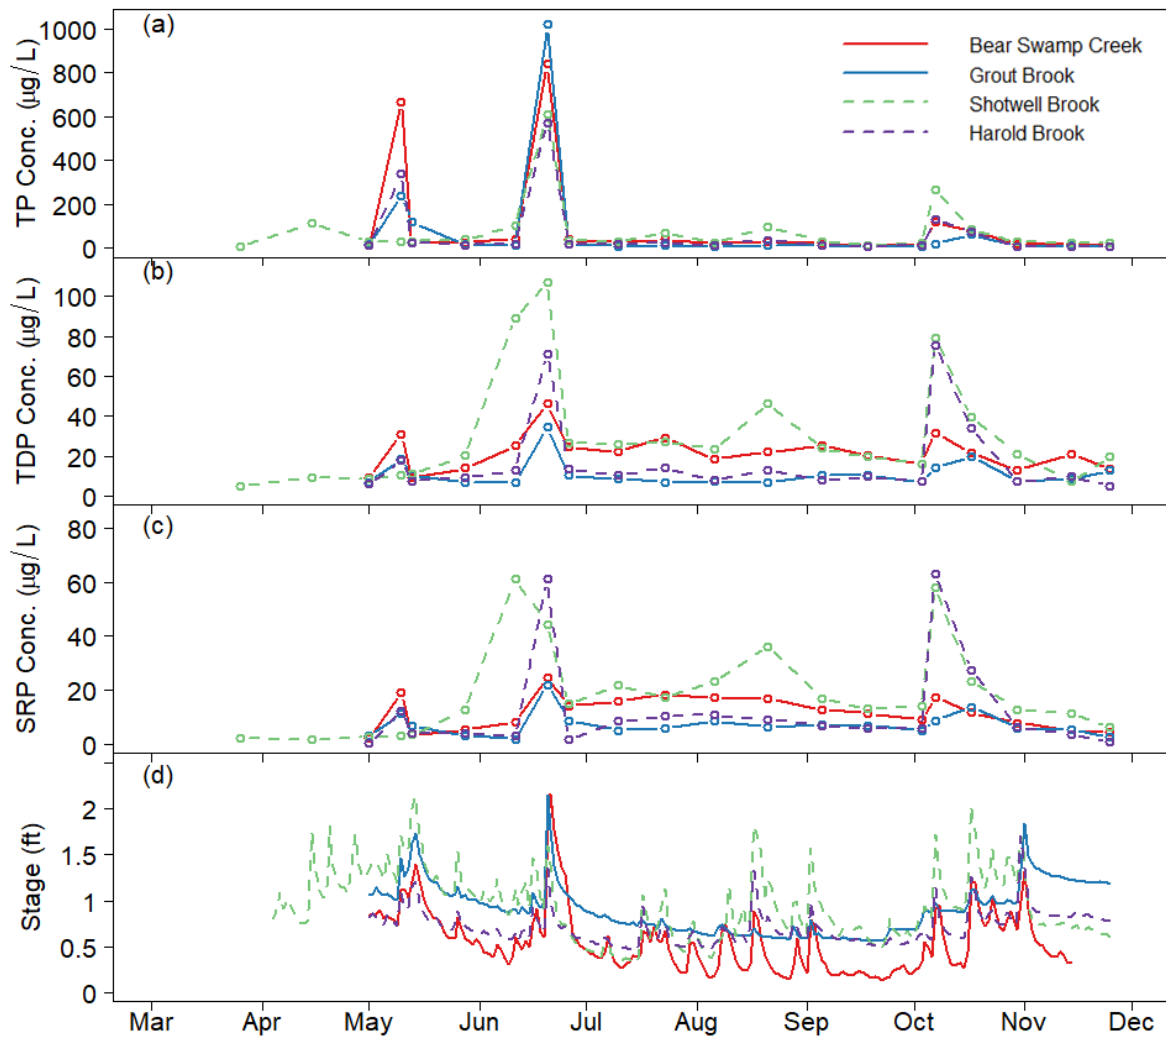 (a)
TP Conc. (μg/L)
1000
800
600
400
200
0
Bear Swamp Creek
Grout Brook
Shotwell Brook
Harold Brook
(b)
TDP Conc. (μg/L)
100
80
60
40
20
0
(c)
SRP Conc. (μg/L)
80
60
40
20
0
(d)
Stage (ft)
2
1.5
1
0.5
0
Mar Apr May Jun Jul Aug Sep Oct Nov Dec